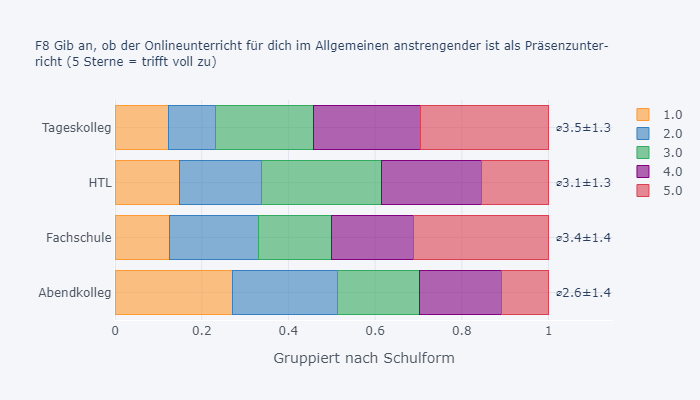 F8 Gib an, ob der Onlineunterricht für dich im Allgemeinen anstrengender ist als Präsenzunter-
richt (5 Sterne = trifft voll zu)
1.0
2.0
3.0
4.0
5.0
Tageskolleg
⌀3.5±1.3
HTL
⌀3.1±1.3
Fachschule
⌀3.4±1.4
Abendkolleg
⌀2.6±1.4
0 0.2 0.4 0.6 0.8 1
Gruppiert nach Schulform